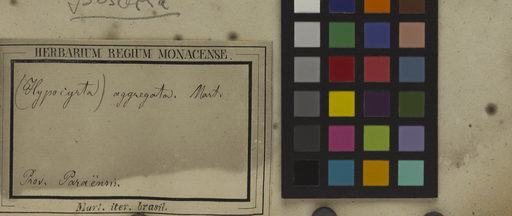 HERBARIUM REGIUM MONACENSE.
(Hypocyrta) aggregata. Mart.
Prov. Paraënsis.
Mart. iter. brasil.